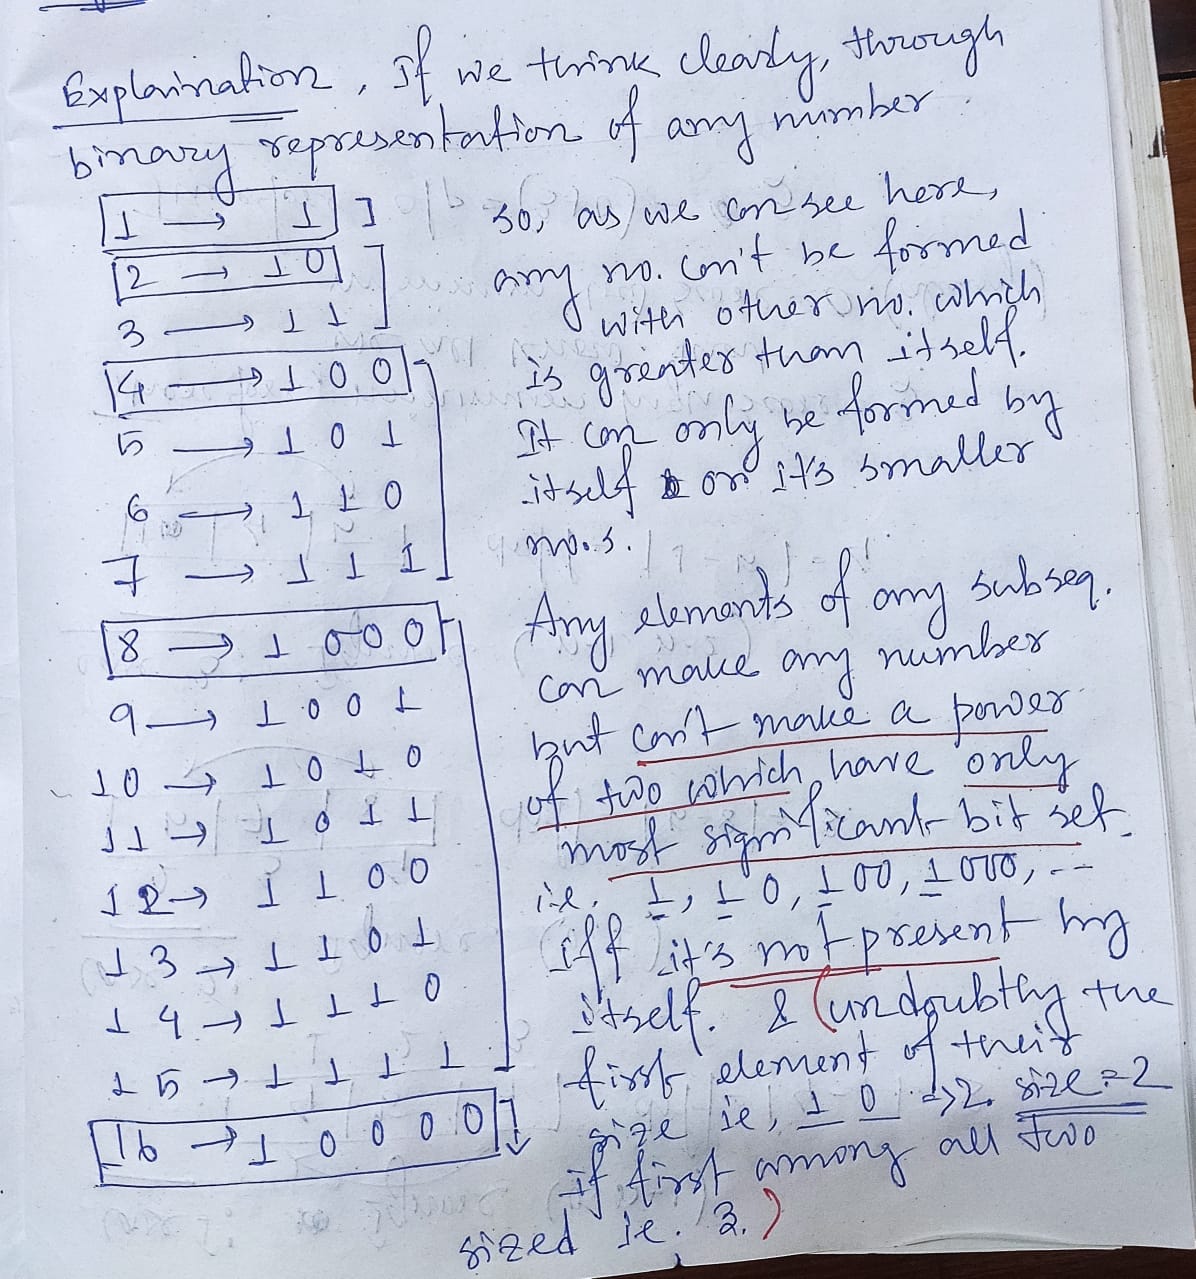 Explaination, If we think clearly, through
binary representation of any number.
1 → 1
2 → 10
3 → 11
4 → 100
5 → 101
6 → 110
7 → 111
8 → 1000
9 → 1001
10 → 1010
11 → 1011
12 → 1100
13 → 1101
14 → 1110
15 → 1111
16 → 10000
so, as we can see here,
any no. can't be formed
with other no. which
is greater than itself.
It can only be formed by
itself or it's smaller
no.s.
Any elements of any subseq.
can make any number
but can't make a power
of two which have only
most significant bit set.
i.e. 1, 10, 100, 1000, --
iff it's not present by
itself. & (undoubtly the
first element of their
size ie, 10 => 2. size = 2
if first among all two
sized ie. 3.)